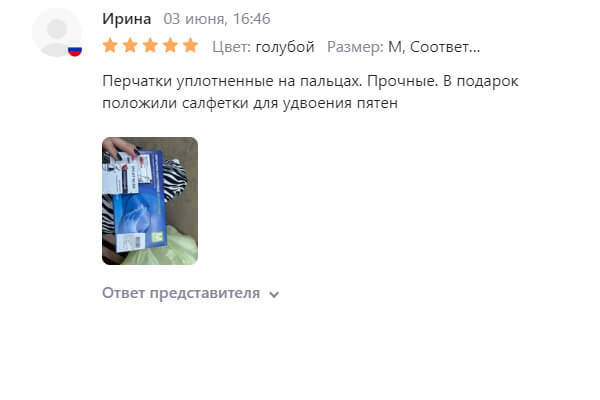 Ирина 03 июня, 16:46
Цвет: голубой Размер: M, Соответ...
Перчатки уплотненные на пальцах. Прочные. В подарок
положили салфетки для удвоения пятен
Ответ представителя